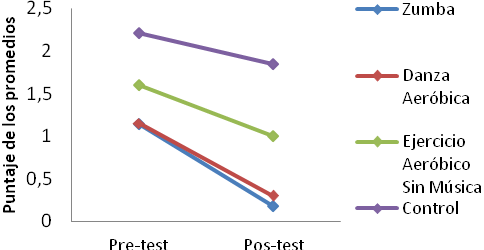 Puntaje de los promedios
2,5
2
1,5
1
0,5
0
Pre-test
Pos-test
Zumba
Danza
Aeróbica
Ejercicio
Aeróbico
Sin Música
Control